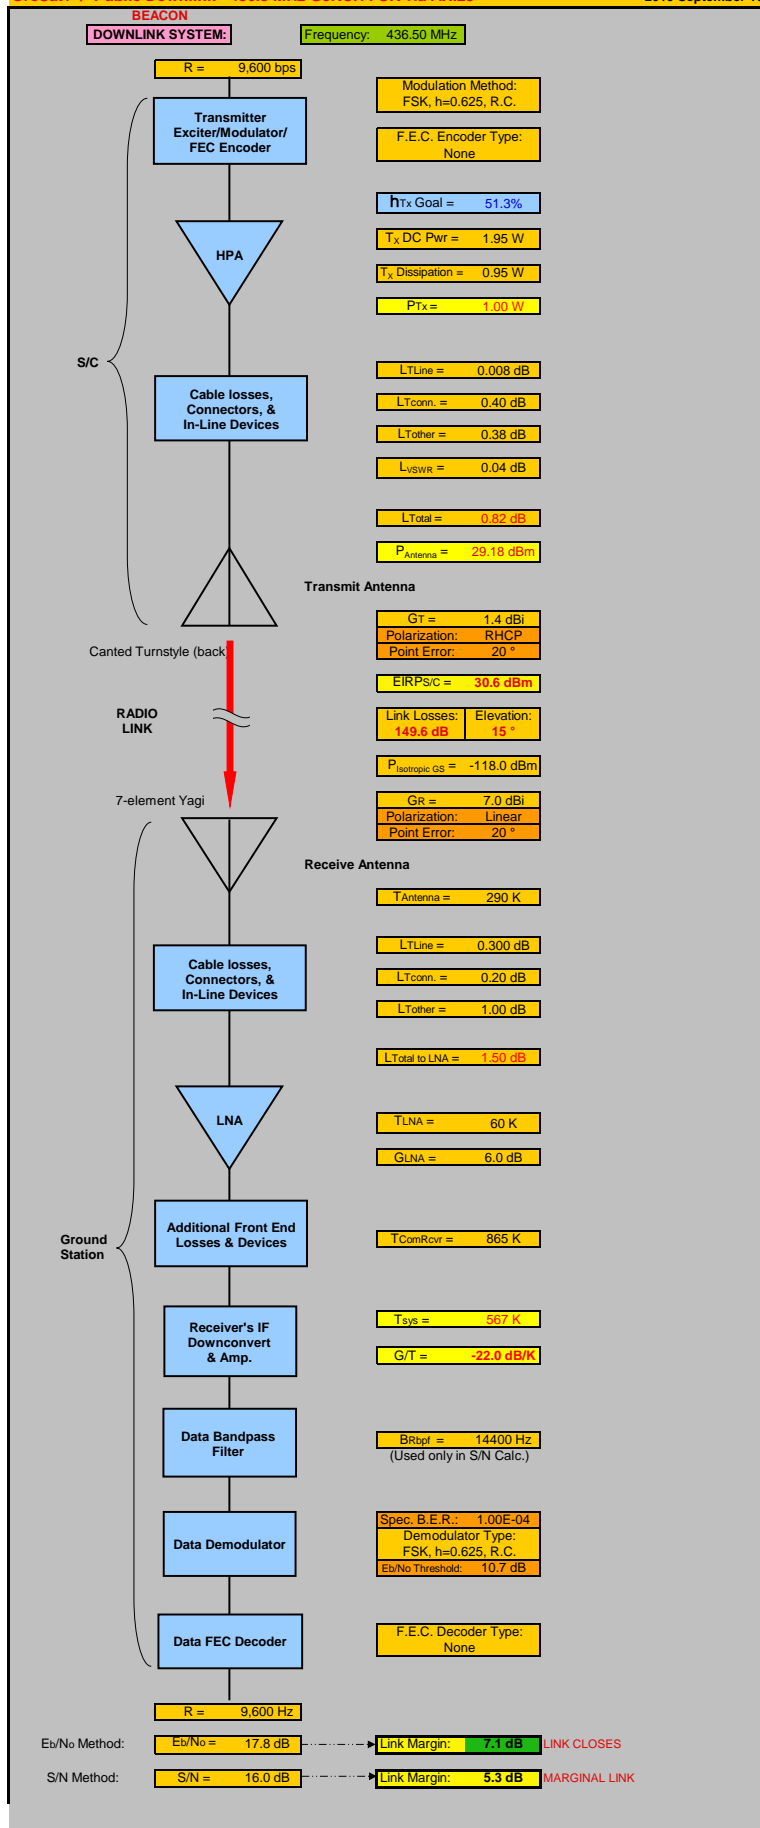 BEACON
DOWNLINK SYSTEM:
Frequency: 436.50 MHz
R = 9,600 bps
Modulation Method:
FSK, h=0.625, R.C.
Transmitter
Exciter/Modulator/
FEC Encoder
F.E.C. Encoder Type:
None
hTx Goal = 51.3%
TX DC Pwr = 1.95 W
HPA
TX Dissipation = 0.95 W
PTx = 1.00 W
S/C
LTLine = 0.008 dB
Cable losses,
Connectors, &
In-Line Devices
LTconn. = 0.40 dB
LTother = 0.38 dB
LVSWR = 0.04 dB
LTotal = 0.82 dB
PAntenna = 29.18 dBm
Transmit Antenna
GT = 1.4 dBi
Polarization: RHCP
Point Error: 20 °
Canted Turnstyle (back
EIRPS/C = 30.6 dBm
RADIO
LINK
Link Losses: Elevation:
149.6 dB 15 °
PIsotropic GS = -118.0 dBm
7-element Yagi
GR = 7.0 dBi
Polarization: Linear
Point Error: 20 °
Receive Antenna
TAntenna = 290 K
Cable losses,
Connectors, &
In-Line Devices
LTLine = 0.300 dB
LTconn. = 0.20 dB
LTother = 1.00 dB
LTotal to LNA = 1.50 dB
LNA
TLNA = 60 K
GLNA = 6.0 dB
Ground
Station
Additional Front End
Losses & Devices
TComRcvr = 865 K
Receiver's IF
Downconvert
& Amp.
Tsys = 567 K
G/T = -22.0 dB/K
Data Bandpass
Filter
BRbpf = 14400 Hz
(Used only in S/N Calc.)
Data Demodulator
Spec. B.E.R.: 1.00E-04
Demodulator Type:
FSK, h=0.625, R.C.
Eb/No Threshold: 10.7 dB
Data FEC Decoder
F.E.C. Decoder Type:
None
R = 9,600 Hz
Eb/No Method: Eb/No = 17.8 dB Link Margin: 7.1 dB LINK CLOSES
S/N Method: S/N = 16.0 dB Link Margin: 5.3 dB MARGINAL LINK